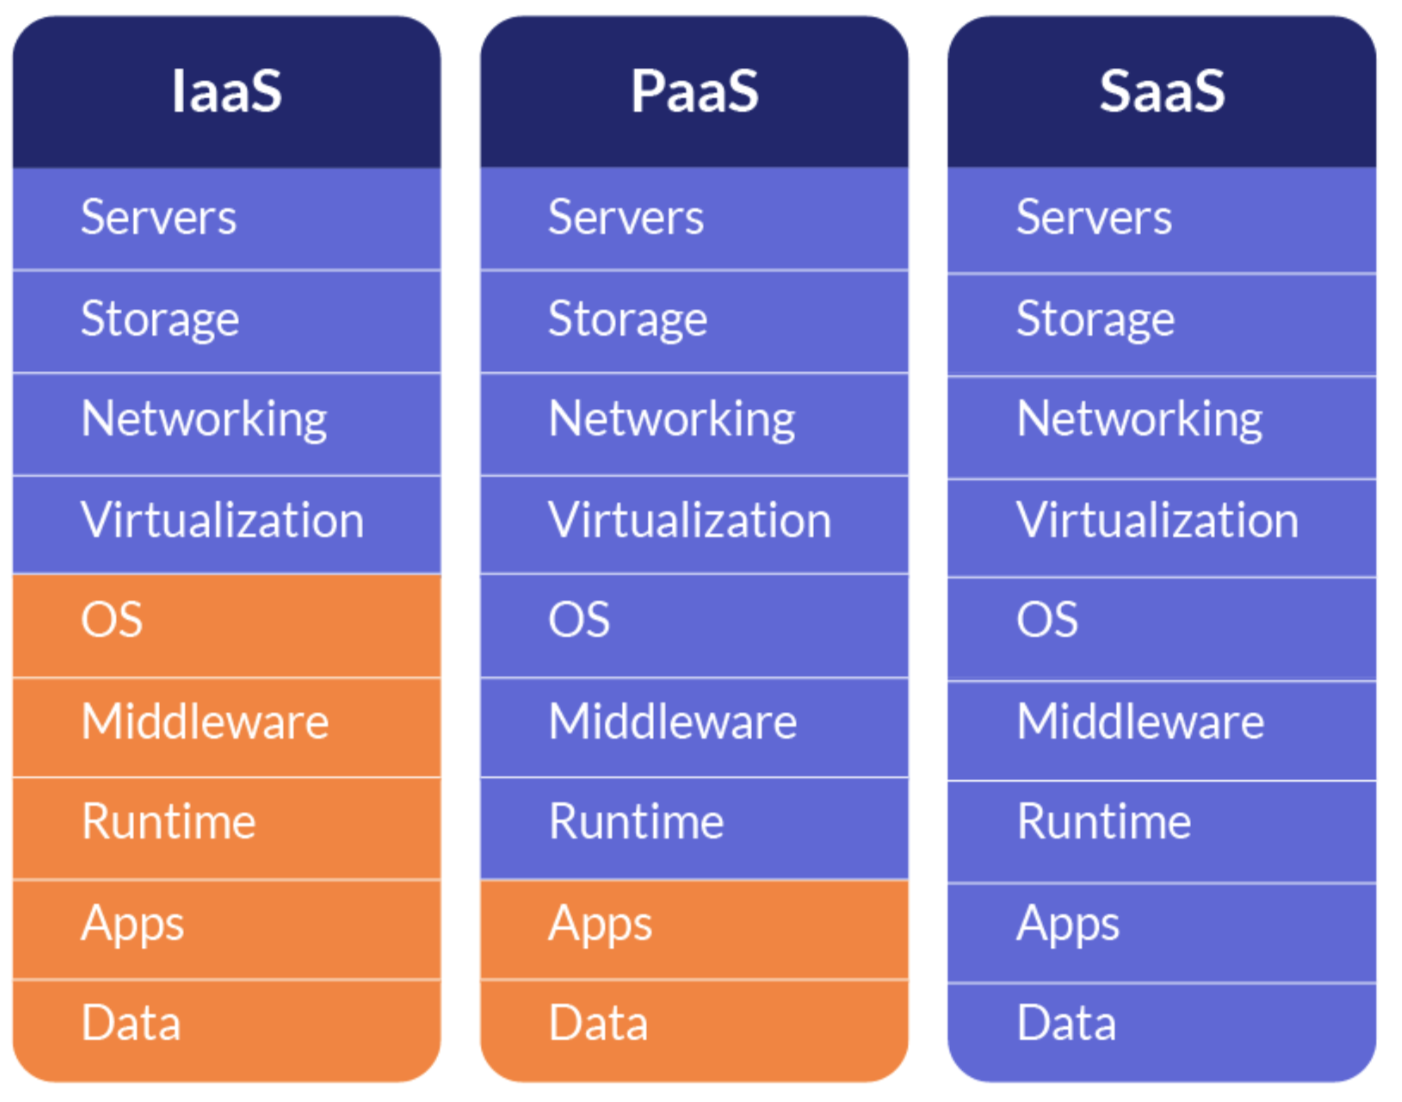 IaaS
Servers
Storage
Networking
Virtualization
OS
Middleware
Runtime
Apps
Data
PaaS
Servers
Storage
Networking
Virtualization
OS
Middleware
Runtime
Apps
Data
SaaS
Servers
Storage
Networking
Virtualization
OS
Middleware
Runtime
Apps
Data